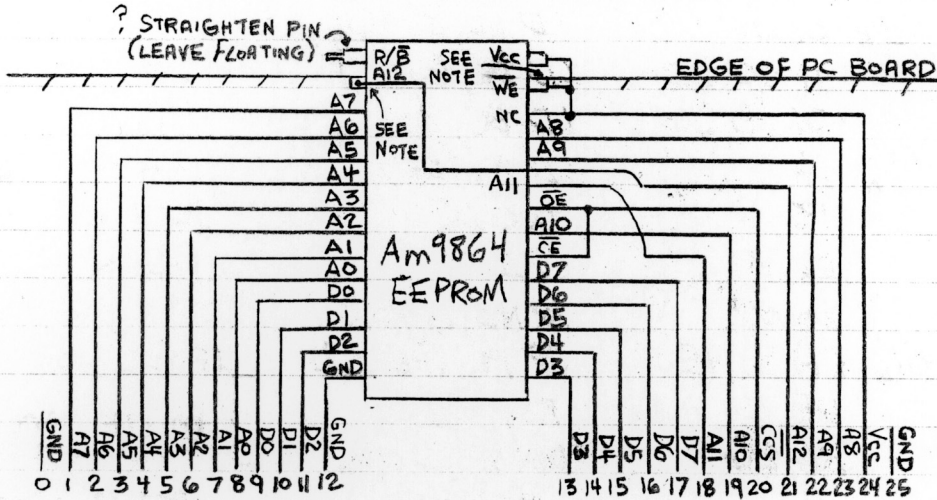 ? STRAIGHTEN PIN
(LEAVE FLOATING)
R/B̅
A12
SEE NOTE
Vcc
W̅E̅
NC
EDGE OF PC BOARD
SEE NOTE
A7
A6
A5
A4
A3
A2
A1
A0
D0
D1
D2
GND
A8
A9
A11
O̅E̅
A10
C̅E̅
D7
D6
D5
D4
D3
Am9864
EEPROM
GND A7 A6 A5 A4 A3 A2 A1 A0 D0 D1 D2 GND
0 1 2 3 4 5 6 7 8 9 10 11 12
D3 D4 D5 D6 D7 A11 A10 CCS A12 A9 A8 Vcc GND
13 14 15 16 17 18 19 20 21 22 23 24 25